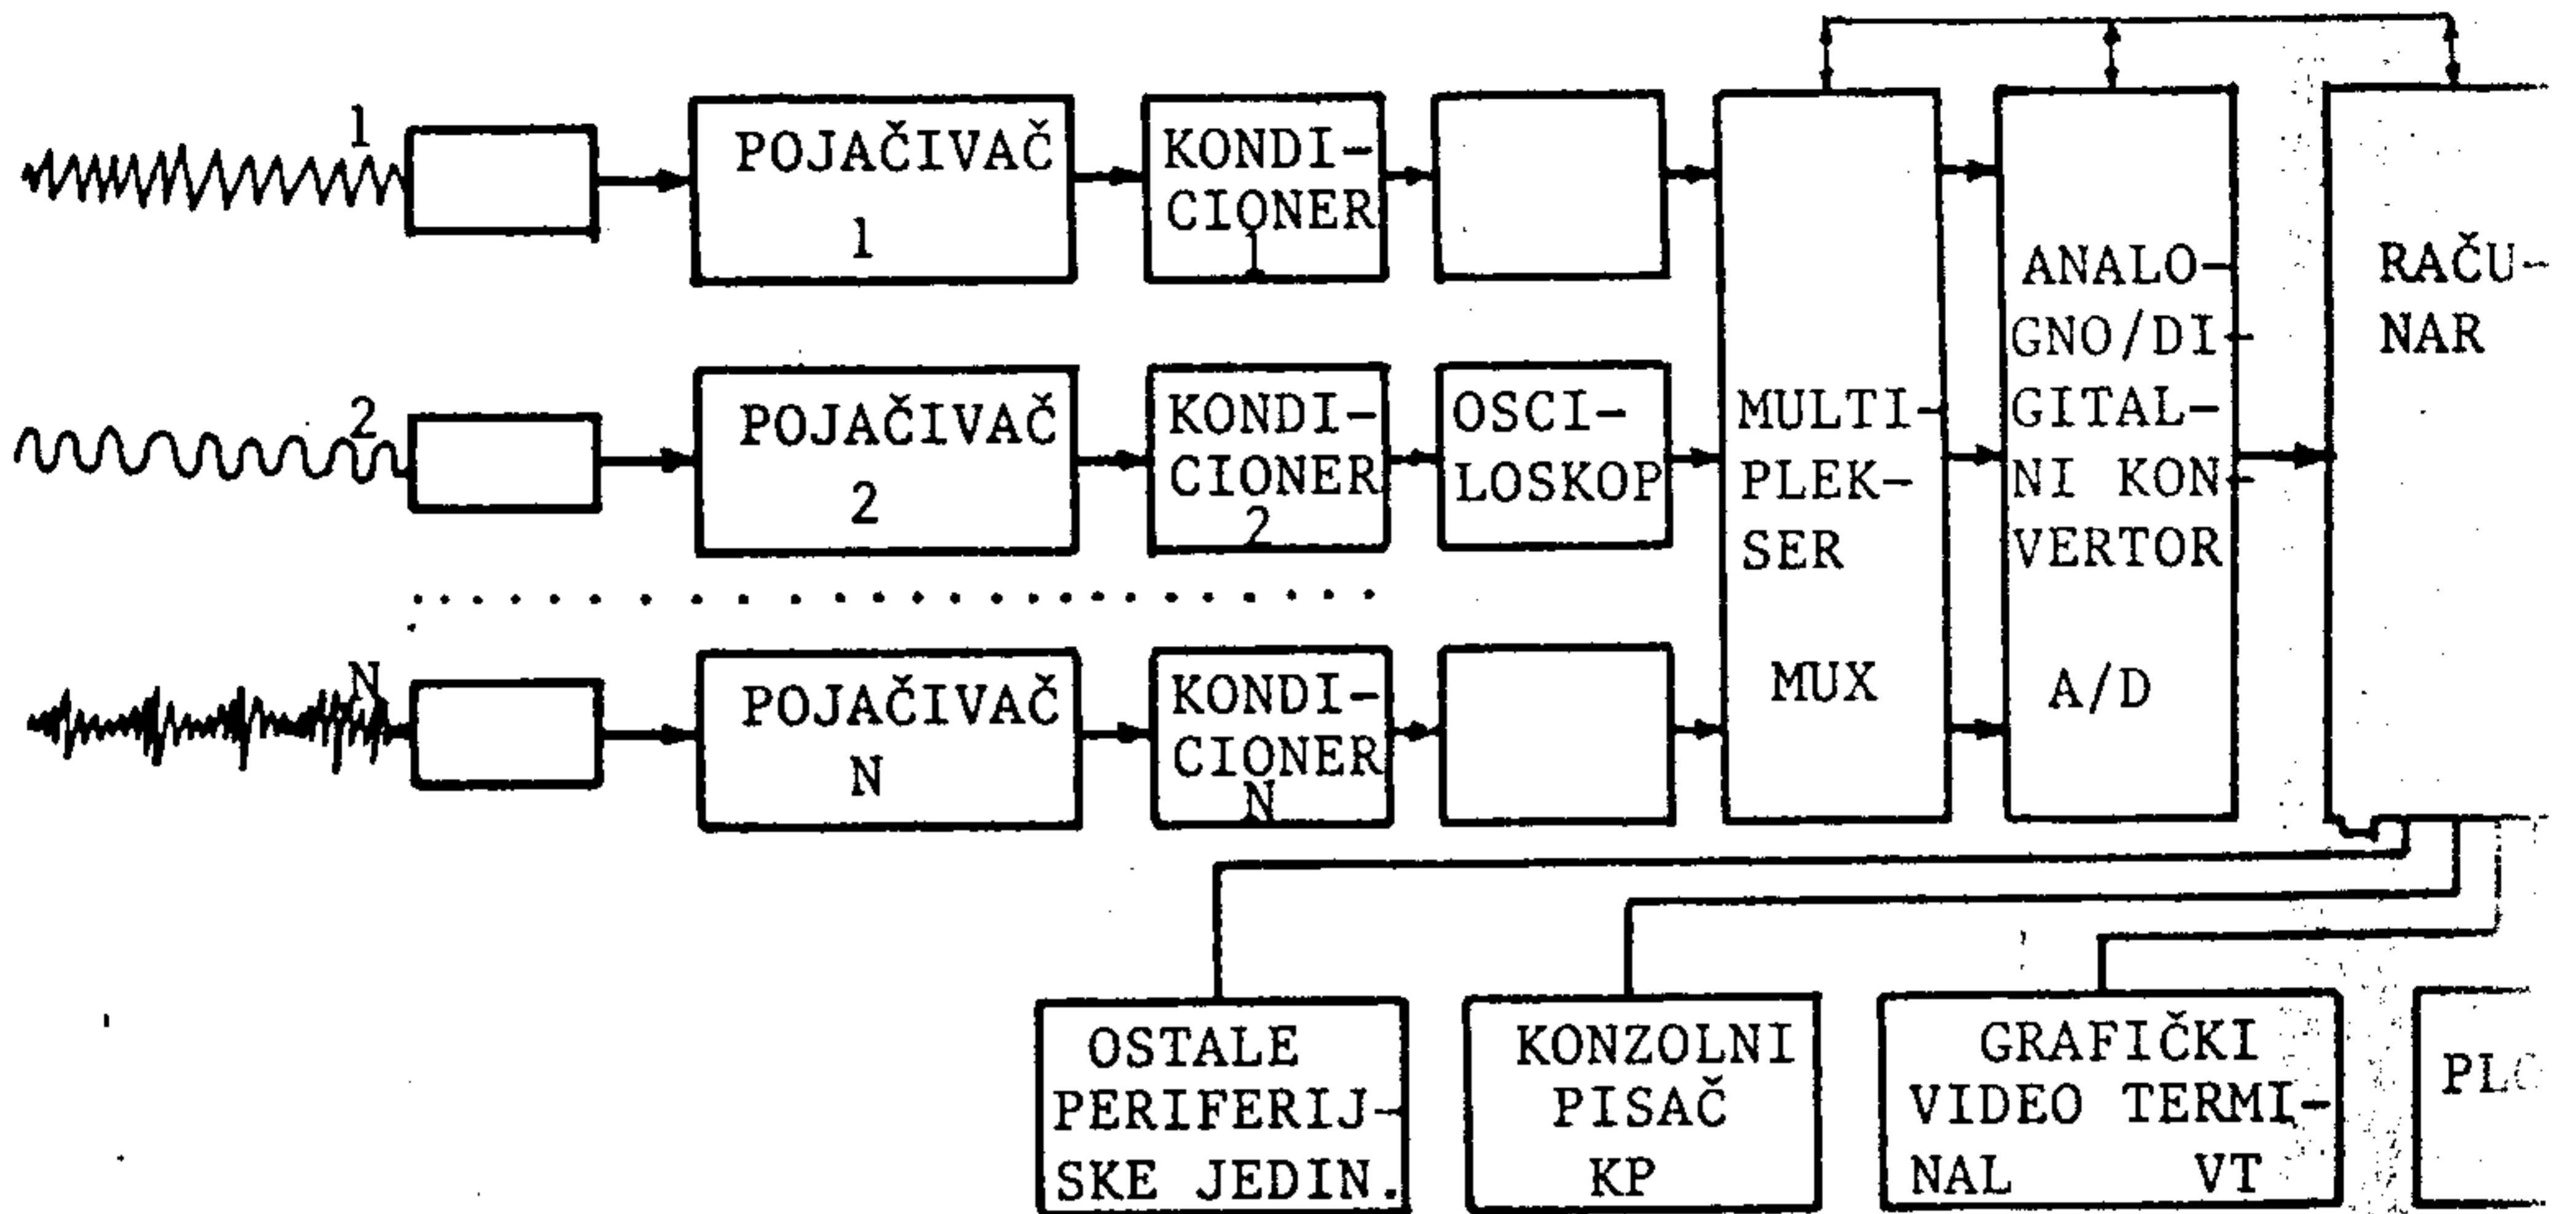 1
POJAČIVAČ
1
KONDI-
CIONER
1
2
POJAČIVAČ
2
KONDI-
CIONER
2
OSCI-
LOSKOP
N
POJAČIVAČ
N
KONDI-
CIONER
N
MULTI-
PLEK-
SER
MUX
ANALO-
GNO/DI-
GITAL-
NI KON-
VERTOR
A/D
RAČU-
NAR
OSTALE
PERIFERIJ-
SKE JEDIN.
KONZOLNI
PISAČ
KP
GRAFIČKI
VIDEO TERMI-
NAL VT